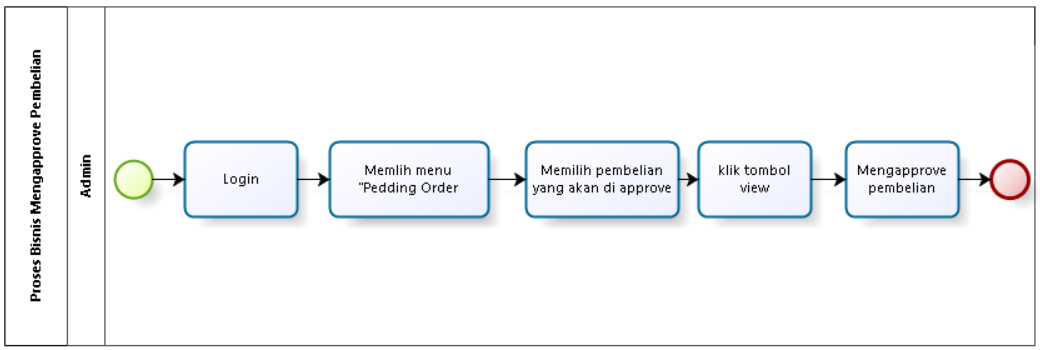 Proses Bisnis Mengapprove Pembelian
Admin
Login
Memlih menu
"Pedding Order
Memilih pembelian
yang akan di approve
klik tombol
view
Mengapprove
pembelian